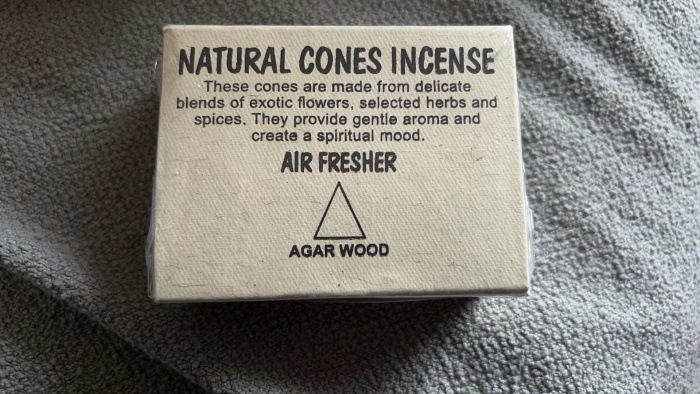 NATURAL CONES INCENSE
These cones are made from delicate
blends of exotic flowers, selected herbs and
spices. They provide gentle aroma and
create a spiritual mood.
AIR FRESHER
AGAR WOOD